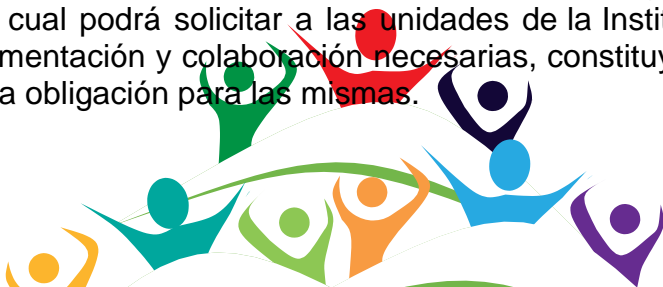 cual podrá solicitar a las unidades de la Instit
mentación y colaboración necesarias, constituy
a obligación para las mismas.